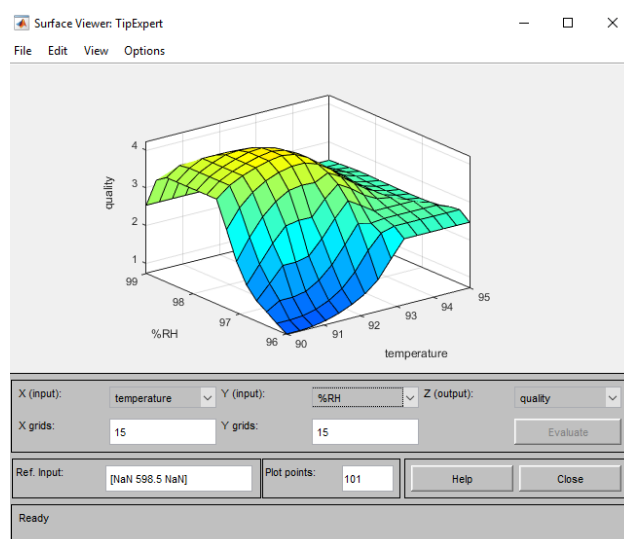 Surface Viewer: TipExpert
File Edit View Options
4
3
2
1
quality
99
98
97
96
%RH
90
91
92
93
94
95
temperature
X (input): temperature Y (input): %RH Z (output): quality
X grids: 15 Y grids: 15 Evaluate
Ref. Input: [NaN 598.5 NaN] Plot points: 101 Help Close
Ready